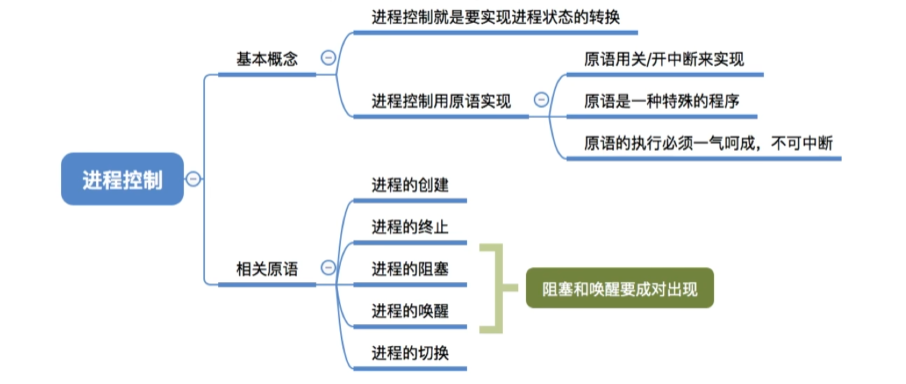 进程控制
基本概念
进程控制就是要实现进程状态的转换
进程控制用原语实现
原语用关/开中断来实现
原语是一种特殊的程序
原语的执行必须一气呵成，不可中断
相关原语
进程的创建
进程的终止
进程的阻塞
进程的唤醒
进程的切换
阻塞和唤醒要成对出现